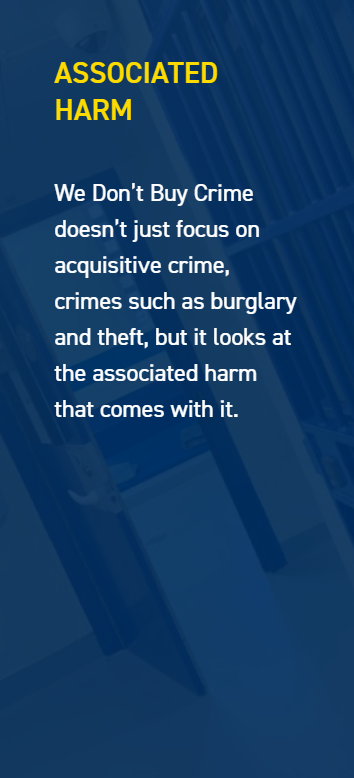 ASSOCIATED
HARM
We Don't Buy Crime
doesn't just focus on
acquisitive crime,
crimes such as burglary
and theft, but it looks at
the associated harm
that comes with it.